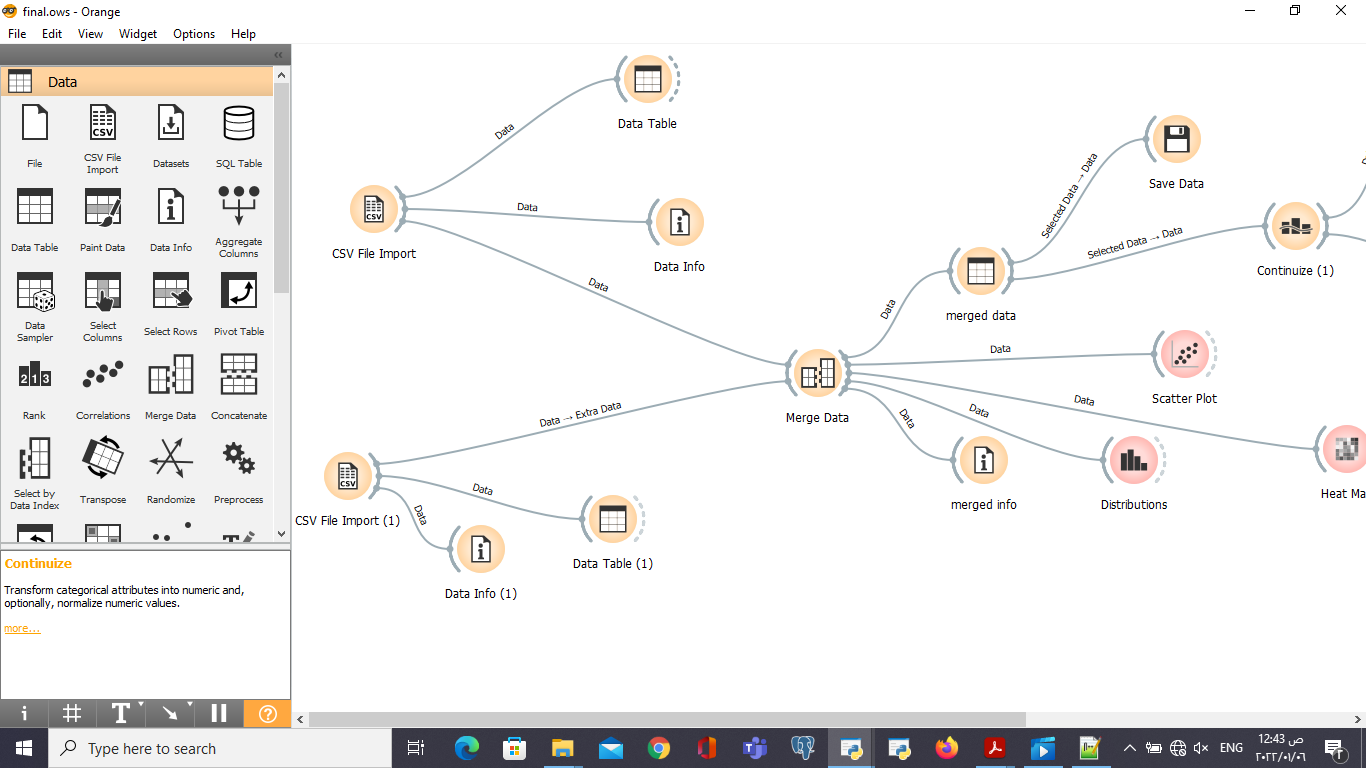 final.ows - Orange
File Edit View Widget Options Help
Data
File
CSV File Import
Datasets
SQL Table
Data Table
Paint Data
Data Info
Aggregate Columns
Data Sampler
Select Columns
Select Rows
Pivot Table
Rank
Correlations
Merge Data
Concatenate
Select by Data Index
Transpose
Randomize
Preprocess
Continuize
Transform categorical attributes into numeric and,
optionally, normalize numeric values.
more...
Data
Data Table
Data
Data Info
CSV File Import
Data
Save Data
Selected Data → Data
Selected Data → Data
Continuize (1)
merged data
Data
Data
Scatter Plot
Merge Data
Data
Heat Ma
Data → Extra Data
Data
Data
merged info
Distributions
CSV File Import (1)
Data
Data
Data Table (1)
Data Info (1)
Type here to search
ENG
12:43 ص
٢٠٢٢/٠١/٠٦